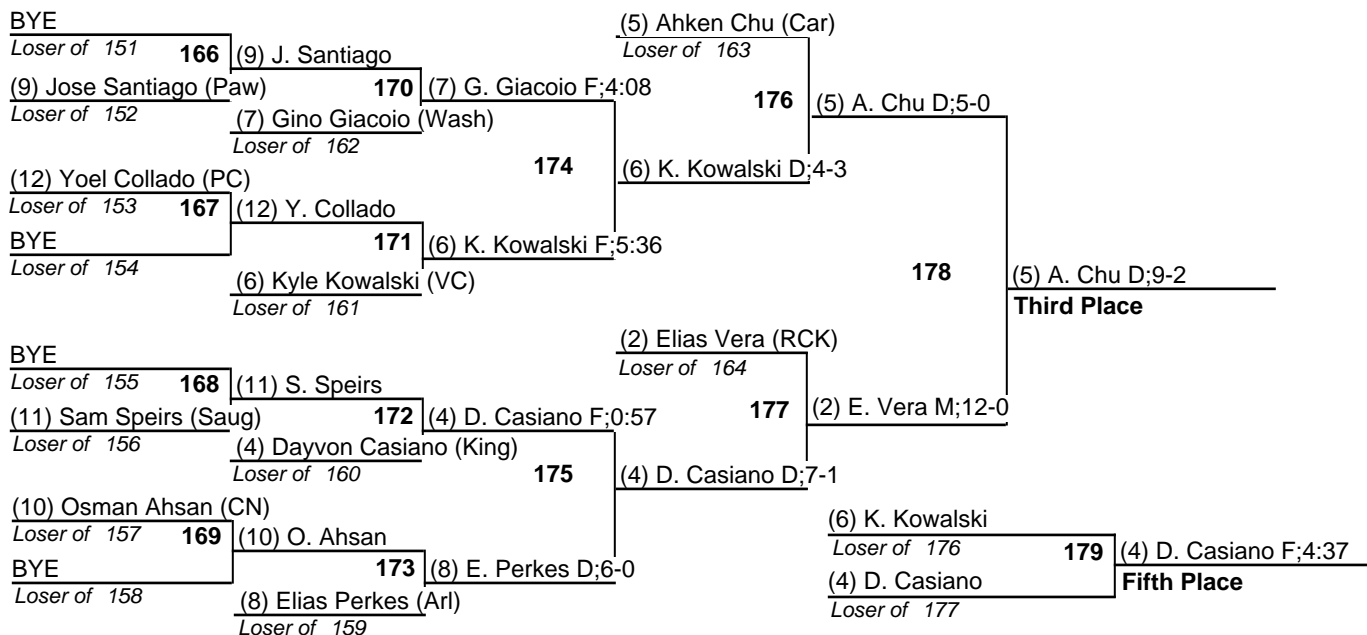 BYE
Loser of 151
166
(9) J. Santiago
(9) Jose Santiago (Paw)
Loser of 152
170
(7) G. Giacoio F;4:08
(7) Gino Giacoio (Wash)
Loser of 162
(12) Yoel Collado (PC)
Loser of 153
167
(12) Y. Collado
BYE
Loser of 154
171
(6) K. Kowalski F;5:36
(6) Kyle Kowalski (VC)
Loser of 161
174
(5) Ahken Chu (Car)
Loser of 163
176
(5) A. Chu D;5-0
(6) K. Kowalski D;4-3
178
(5) A. Chu D;9-2
Third Place
BYE
Loser of 155
168
(11) S. Speirs
(11) Sam Speirs (Saug)
Loser of 156
172
(4) D. Casiano F;0:57
(4) Dayvon Casiano (King)
Loser of 160
175
(2) Elias Vera (RCK)
Loser of 164
177
(2) E. Vera M;12-0
(4) D. Casiano D;7-1
(10) Osman Ahsan (CN)
Loser of 157
169
(10) O. Ahsan
BYE
Loser of 158
173
(8) E. Perkes D;6-0
(8) Elias Perkes (Arl)
Loser of 159
(6) K. Kowalski
Loser of 176
179
(4) D. Casiano F;4:37
(4) D. Casiano
Fifth Place
Loser of 177